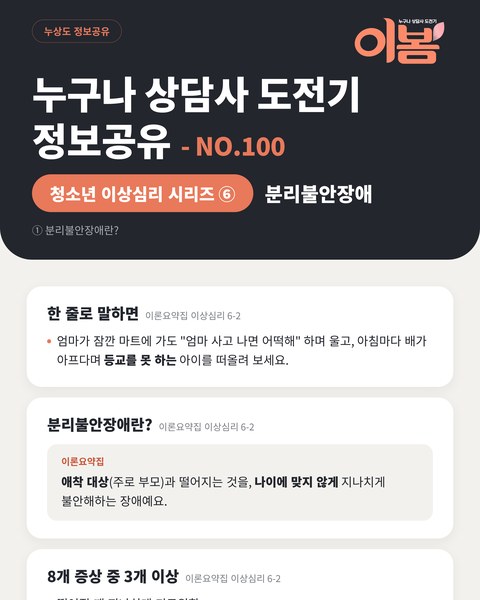 누상도 정보공유
누구나 상담사 도전기
이봄
누구나 상담사 도전기
정보공유 - NO.100
청소년 이상심리 시리즈 ⑥ 분리불안장애
① 분리불안장애란?
한 줄로 말하면 이론요약집 이상심리 6-2
• 엄마가 잠깐 마트에 가도 "엄마 사고 나면 어떡해" 하며 울고, 아침마다 배가
아프다며 등교를 못 하는 아이를 떠올려 보세요.
분리불안장애란? 이론요약집 이상심리 6-2
이론요약집
애착 대상(주로 부모)과 떨어지는 것을, 나이에 맞지 않게 지나치게
불안해하는 장애예요.
8개 증상 중 3개 이상 이론요약집 이상심리 6-2